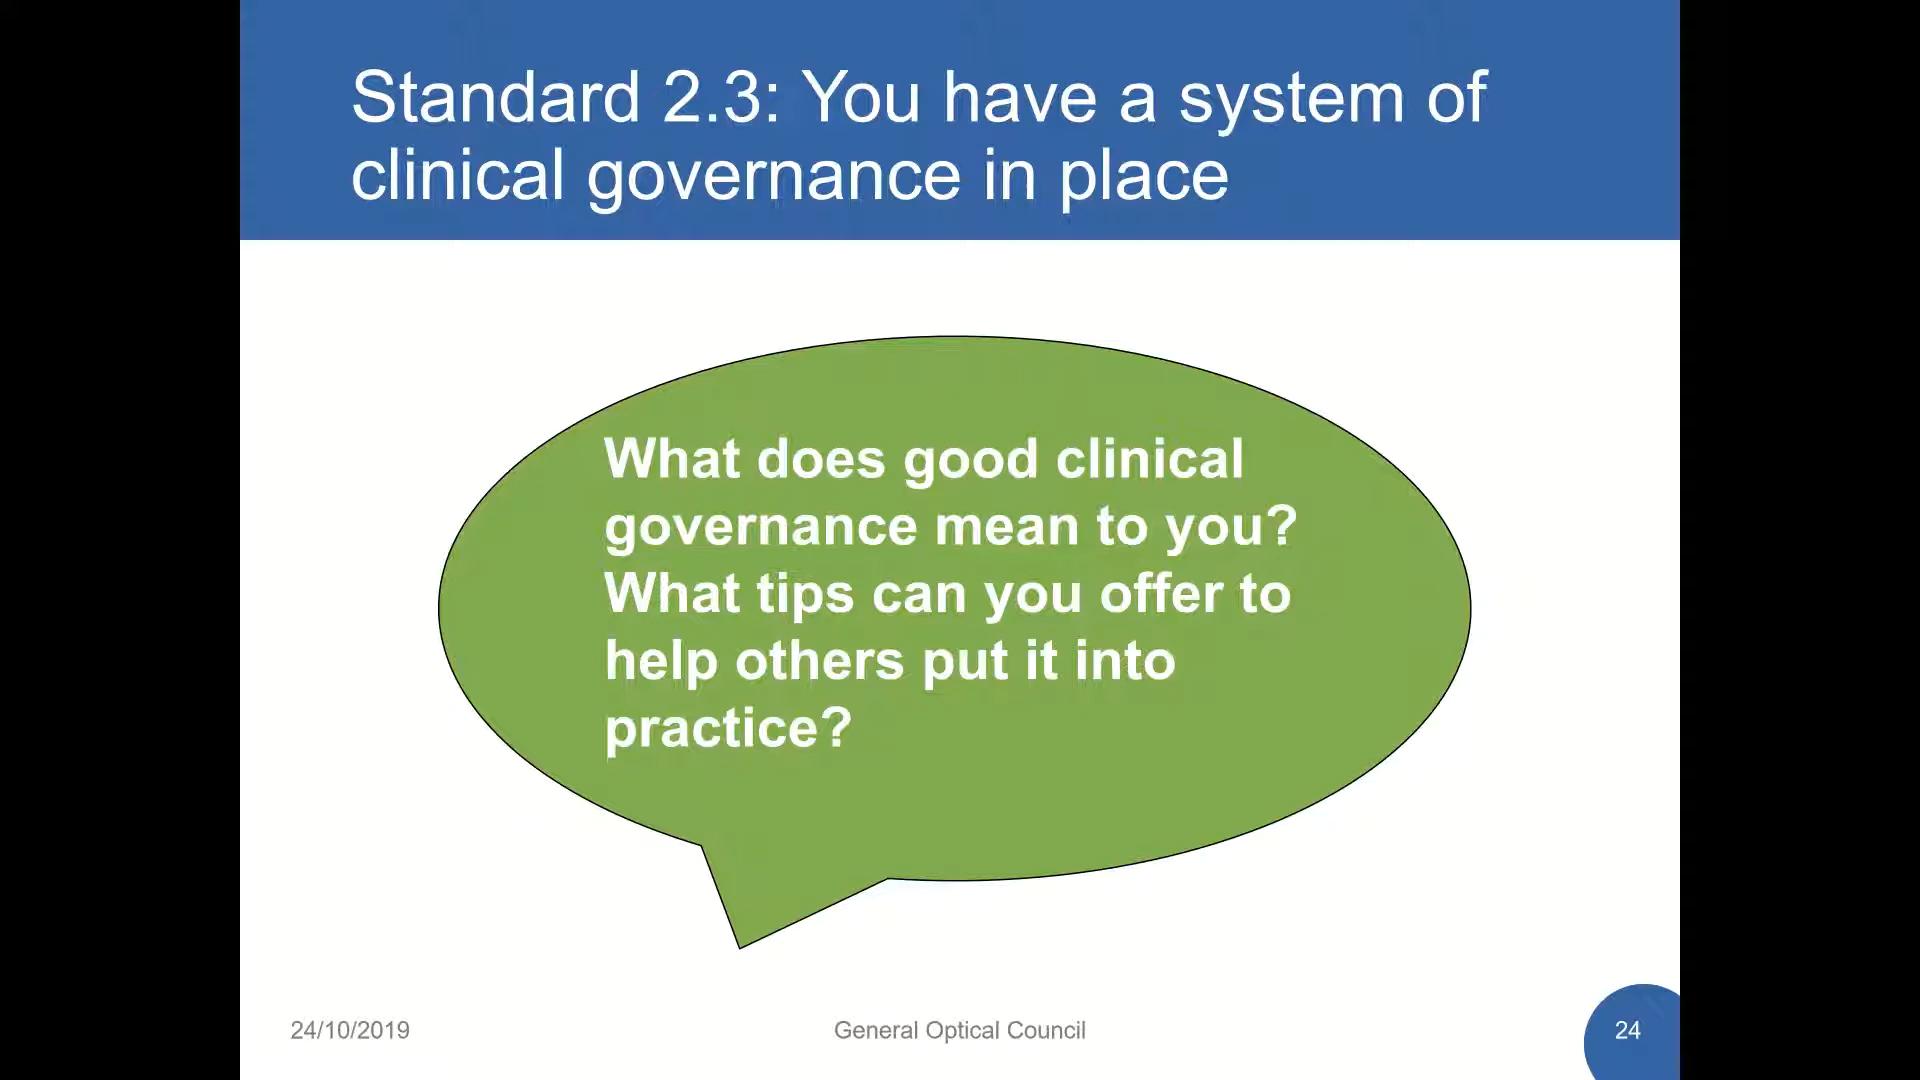 Standard 2.3: You have a system of
clinical governance in place
What does good clinical
governance mean to you?
What tips can you offer to
help others put it into
practice?
24/10/2019
General Optical Council
24